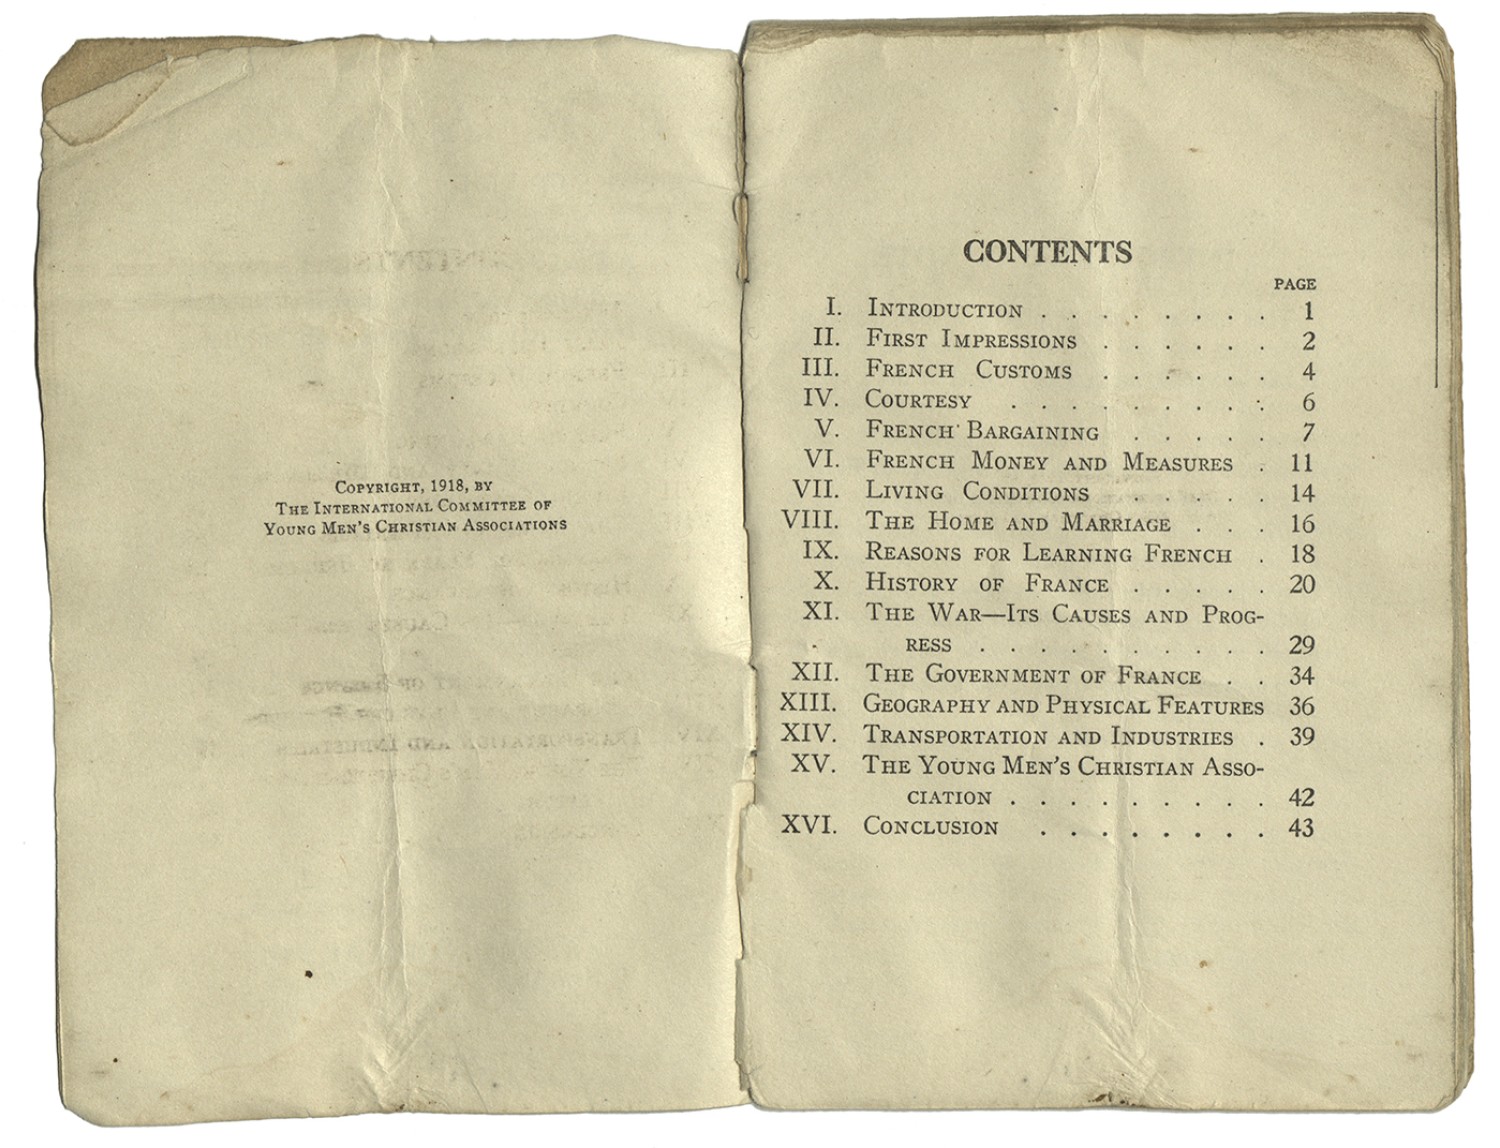 Copyright, 1918, by
The International Committee of
Young Men's Christian Associations
CONTENTS
PAGE
I. Introduction . . . . . . . . 1
II. First Impressions . . . . . . 2
III. French Customs . . . . . . 4
IV. Courtesy . . . . . . . . . 6
V. French Bargaining . . . . . 7
VI. French Money and Measures . 11
VII. Living Conditions . . . . . 14
VIII. The Home and Marriage . . . 16
IX. Reasons for Learning French . 18
X. History of France . . . . . 20
XI. The War—Its Causes and Prog-
ress . . . . . . . . . . 29
XII. The Government of France . . 34
XIII. Geography and Physical Features 36
XIV. Transportation and Industries . 39
XV. The Young Men's Christian Asso-
ciation . . . . . . . . . 42
XVI. Conclusion . . . . . . . . 43